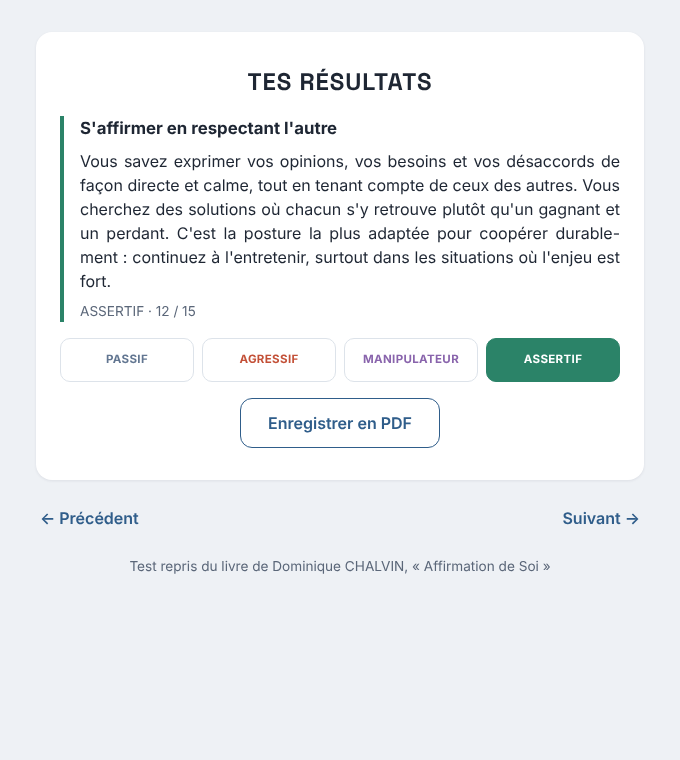 TES RÉSULTATS
S'affirmer en respectant l'autre
Vous savez exprimer vos opinions, vos besoins et vos désaccords de
façon directe et calme, tout en tenant compte de ceux des autres. Vous
cherchez des solutions où chacun s'y retrouve plutôt qu'un gagnant et
un perdant. C'est la posture la plus adaptée pour coopérer durable-
ment : continuez à l'entretenir, surtout dans les situations où l'enjeu est
fort.
ASSERTIF · 12 / 15
PASSIF AGRESSIF MANIPULATEUR ASSERTIF
Enregistrer en PDF
← Précédent Suivant →
Test repris du livre de Dominique CHALVIN, « Affirmation de Soi »